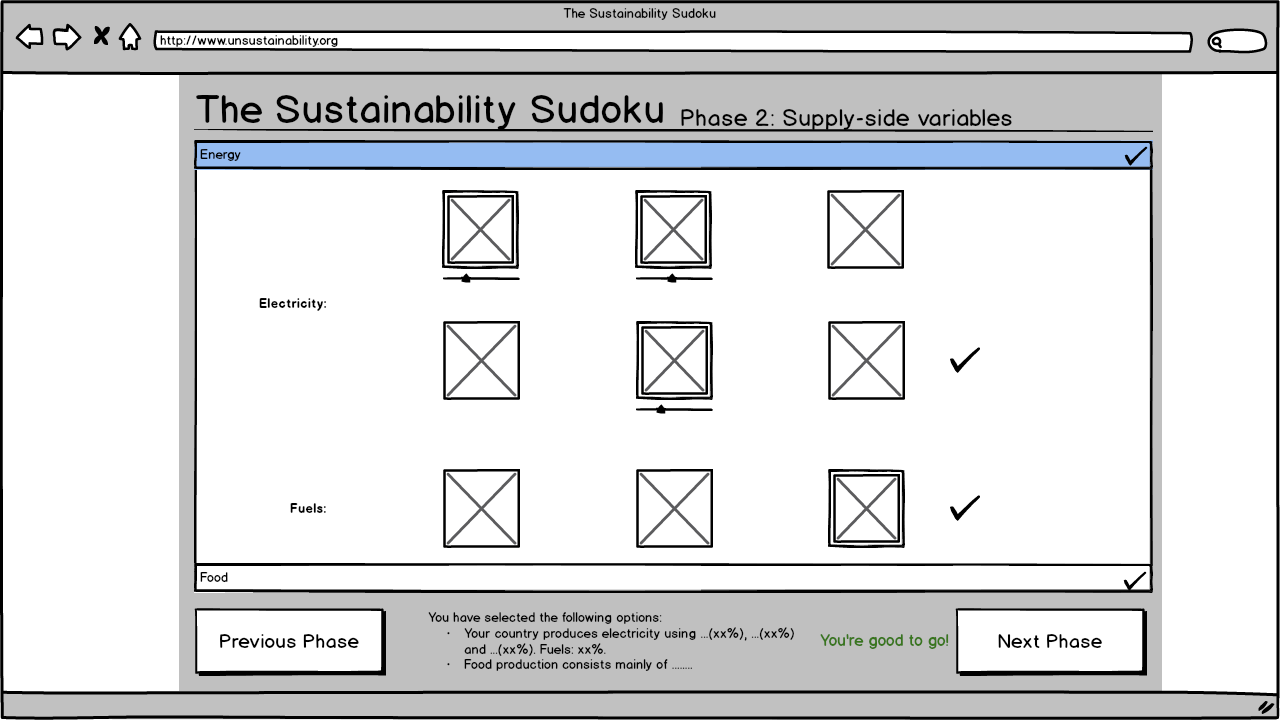 The Sustainability Sudoku
http://www.unsustainability.org
The Sustainability Sudoku Phase 2: Supply-side variables
Energy
Electricity:
Fuels:
Food
Previous Phase
You have selected the following options:
· Your country produces electricity using ...(xx%), ...(xx%)
and ...(xx%). Fuels: xx%.
· Food production consists mainly of ........
You're good to go!
Next Phase